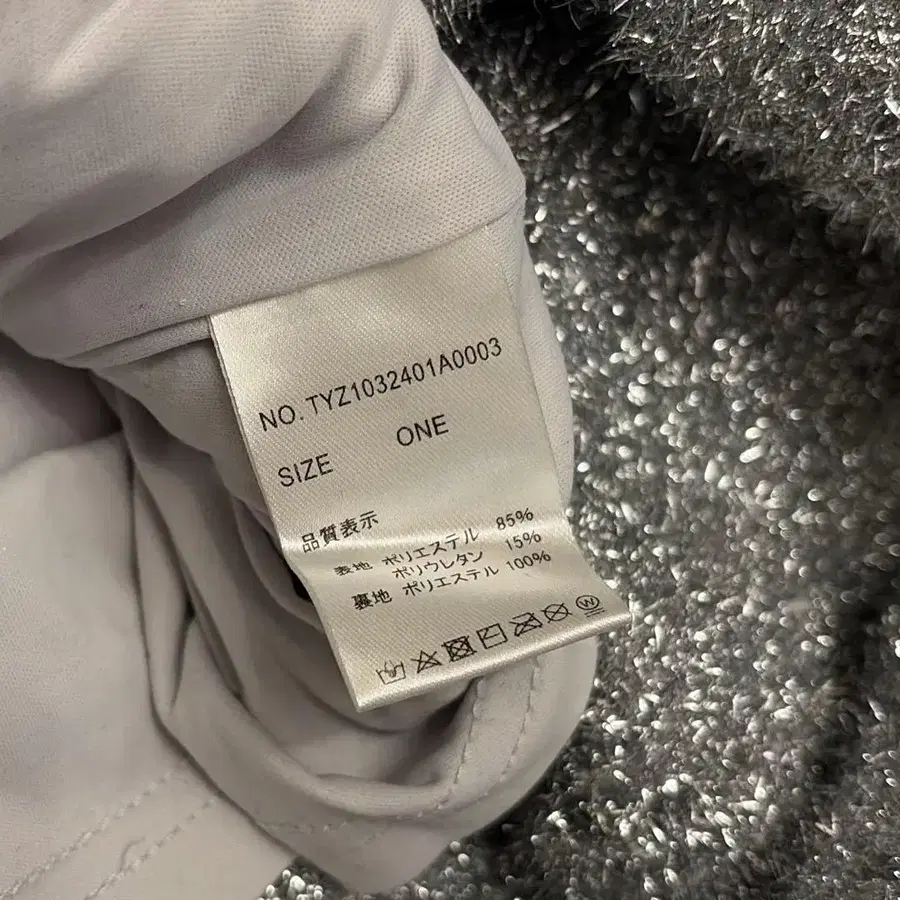 NO. TYZ1032401A0003
SIZE ONE
品質表示
表地 ポリエステル 85%
ポリウレタン 15%
裏地 ポリエステル 100%
W